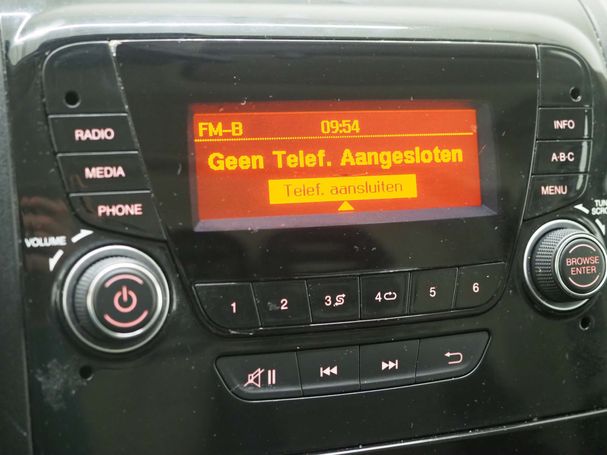 FM-B 09:54
Geen Telef. Aangesloten
Telef. aansluiten
RADIO
MEDIA
PHONE
VOLUME
INFO
A·B·C
MENU
BROWSE
ENTER
1 2 3 4 5 6